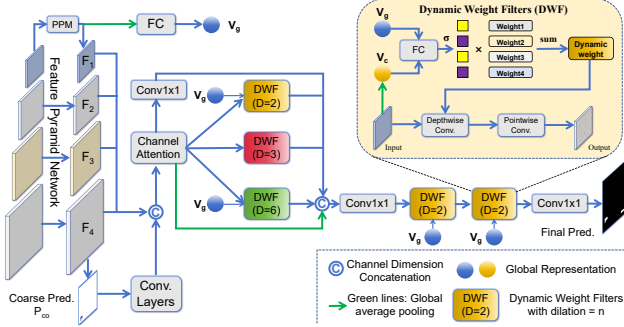 PPM
FC
Vg
Dynamic Weight Filters (DWF)
Vg
Vc
FC
σ
×
Weight1
Weight2
Weight3
Weight4
sum
Dynamic
weight
Input
Depthwise
Conv.
Pointwise
Conv.
Output
Feature Pyramid Network
F1
F2
F3
F4
Conv1x1
Channel
Attention
Vg
DWF
(D=2)
DWF
(D=3)
Vg
DWF
(D=6)
C
C
Conv1x1
DWF
(D=2)
DWF
(D=2)
Conv1x1
Vg
Vg
Final Pred.
Coarse Pred.
Pco
Conv.
Layers
C
Channel Dimension
Concatenation
Global Representation
Green lines: Global
average pooling
DWF
(D=2)
Dynamic Weight Filters
with dilation = n